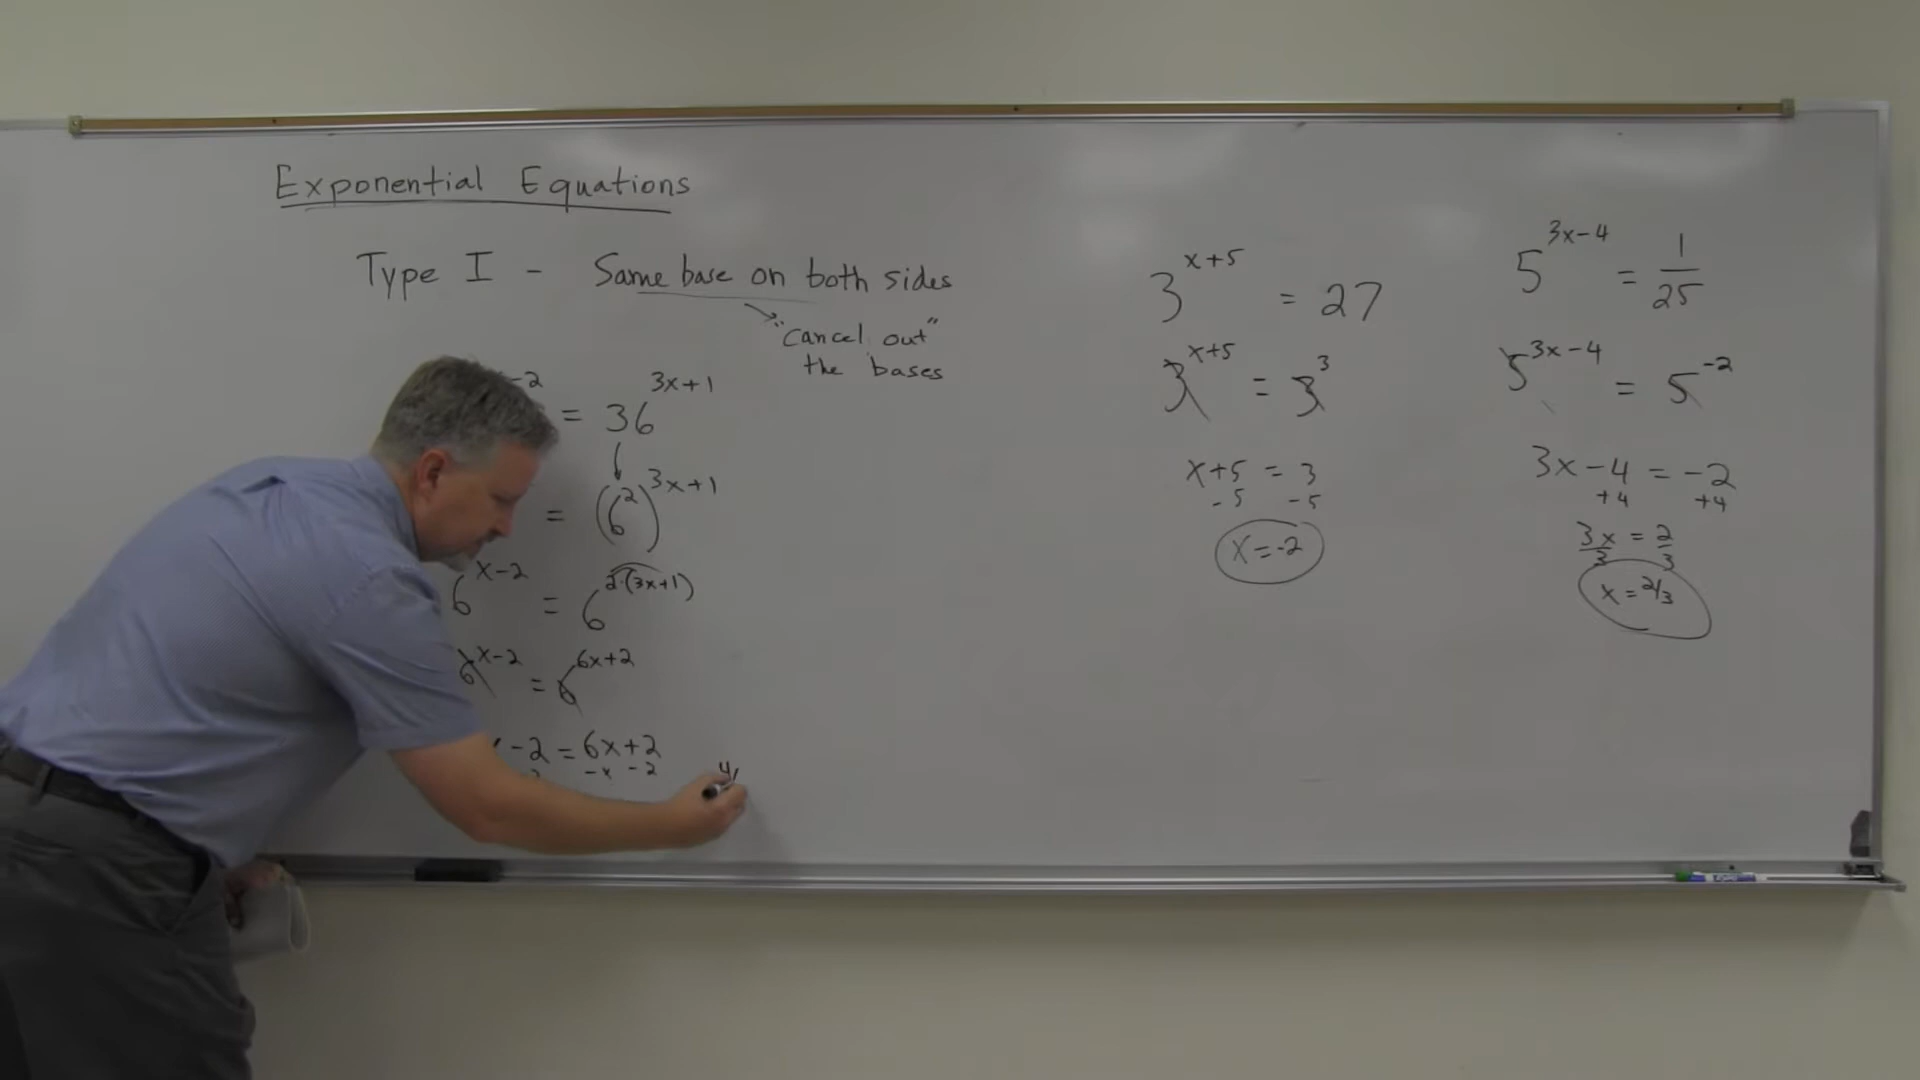 Exponential Equations
Type I - Same base on both sides
"cancel out"
the bases
-2 = 36^(3x+1)
= (6^2)^(3x+1)
6^(x-2) = 6^(2·(3x+1))
6^(x-2) = 6^(6x+2)
-2 = 6x+2
-x -2
3^(x+5) = 27
3^(x+5) = 3^3
x+5 = 3
-5 -5
x=-2
5^(3x-4) = 1/25
5^(3x-4) = 5^-2
3x-4 = -2
+4 +4
3x = 2
3 3
x = 2/3